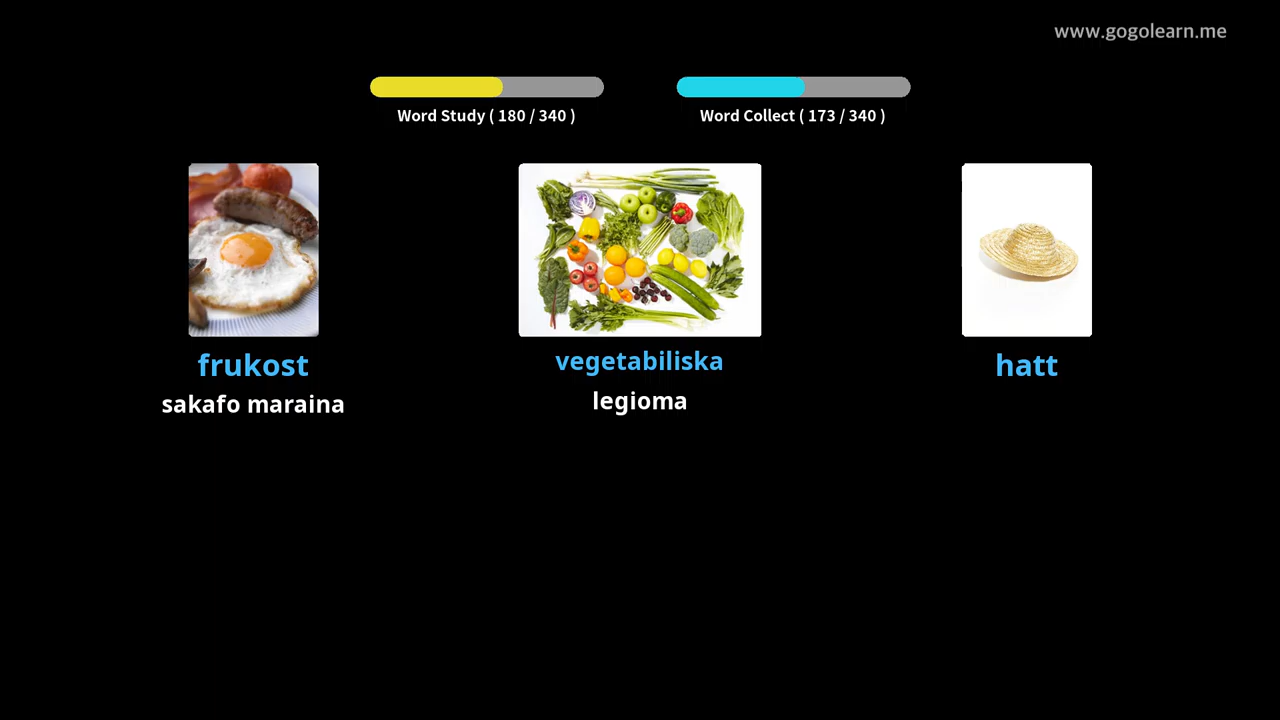 www.gogolearn.me
Word Study ( 180 / 340 )
Word Collect ( 173 / 340 )
frukost
sakafo maraina
vegetabiliska
legioma
hatt